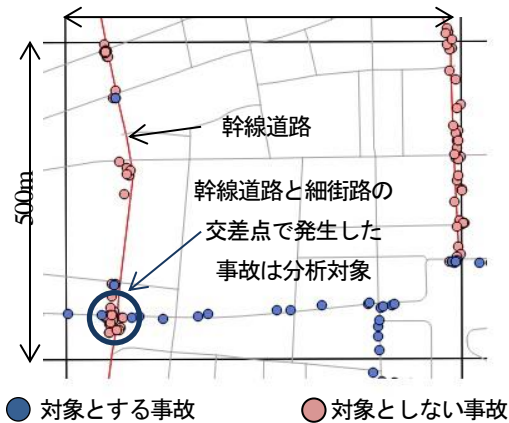 幹線道路
500m
幹線道路と細街路の
交差点で発生した
事故は分析対象
対象とする事故
対象としない事故